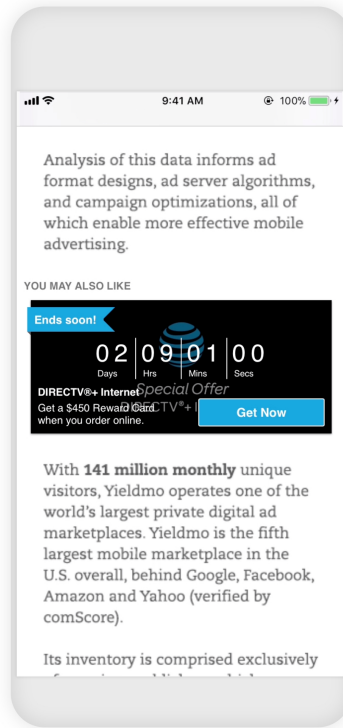 9:41 AM
100%
Analysis of this data informs ad
format designs, ad server algorithms,
and campaign optimizations, all of
which enable more effective mobile
advertising.
YOU MAY ALSO LIKE
Ends soon!
02 09 01 00
Days Hrs Mins Secs
Special Offer
DIRECTV®+ Internet
DIRECTV®+ I
Get a $450 Reward Card
when you order online.
Get Now
With 141 million monthly unique
visitors, Yieldmo operates one of the
world's largest private digital ad
marketplaces. Yieldmo is the fifth
largest mobile marketplace in the
U.S. overall, behind Google, Facebook,
Amazon and Yahoo (verified by
comScore).
Its inventory is comprised exclusively